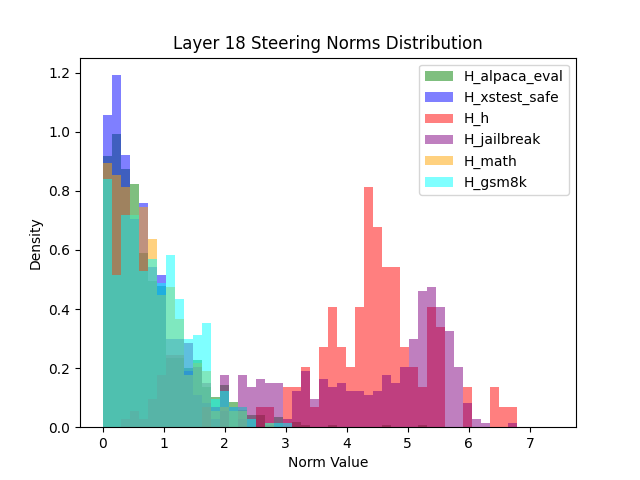 Layer 18 Steering Norms Distribution
1.2
1.0
0.8
0.6
0.4
0.2
0.0
Density
H_alpaca_eval
H_xstest_safe
H_h
H_jailbreak
H_math
H_gsm8k
0 1 2 3 4 5 6 7
Norm Value